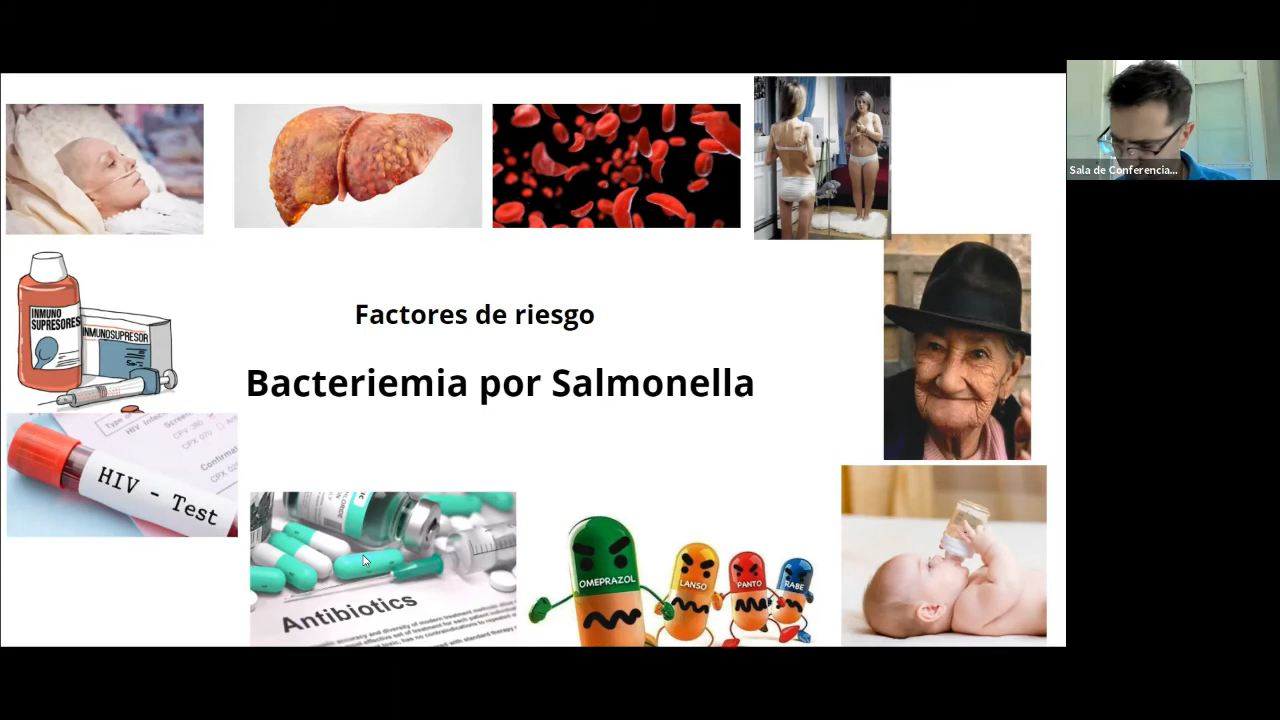 Sala de Conferencia...
INMUNO
SUPRESORES
INMUNOSUPRESOR
Factores de riesgo
Bacteriemia por Salmonella
HIV - Test
Antibiotics
OMEPRAZOL
LANSO
PANTO
RABE